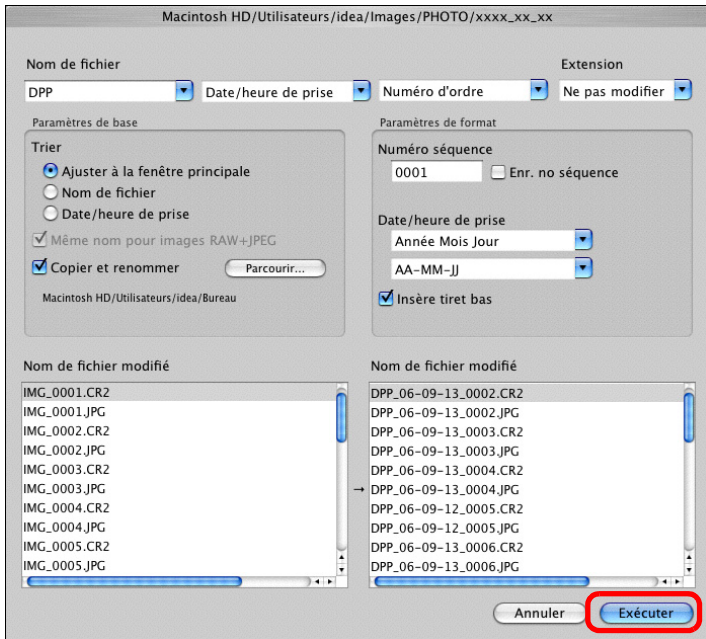 Macintosh HD/Utilisateurs/idea/Images/PHOTO/xxxx_xx_xx
Nom de fichier
Extension
DPP Date/heure de prise Numéro d'ordre Ne pas modifier
Paramètres de base
Trier
Ajuster à la fenêtre principale
Nom de fichier
Date/heure de prise
Même nom pour images RAW+JPEG
Copier et renommer Parcourir...
Macintosh HD/Utilisateurs/idea/Bureau
Paramètres de format
Numéro séquence
0001 Enr. no séquence
Date/heure de prise
Année Mois Jour
AA-MM-JJ
Insère tiret bas
Nom de fichier modifié
IMG_0001.CR2
IMG_0001.JPG
IMG_0002.CR2
IMG_0002.JPG
IMG_0003.CR2
IMG_0003.JPG
IMG_0004.CR2
IMG_0004.JPG
IMG_0005.CR2
IMG_0005.JPG
→
Nom de fichier modifié
DPP_06-09-13_0002.CR2
DPP_06-09-13_0002.JPG
DPP_06-09-13_0003.CR2
DPP_06-09-13_0003.JPG
DPP_06-09-13_0004.CR2
DPP_06-09-13_0004.JPG
DPP_06-09-12_0005.CR2
DPP_06-09-12_0005.JPG
DPP_06-09-13_0006.CR2
DPP_06-09-13_0006.JPG
Annuler Exécuter